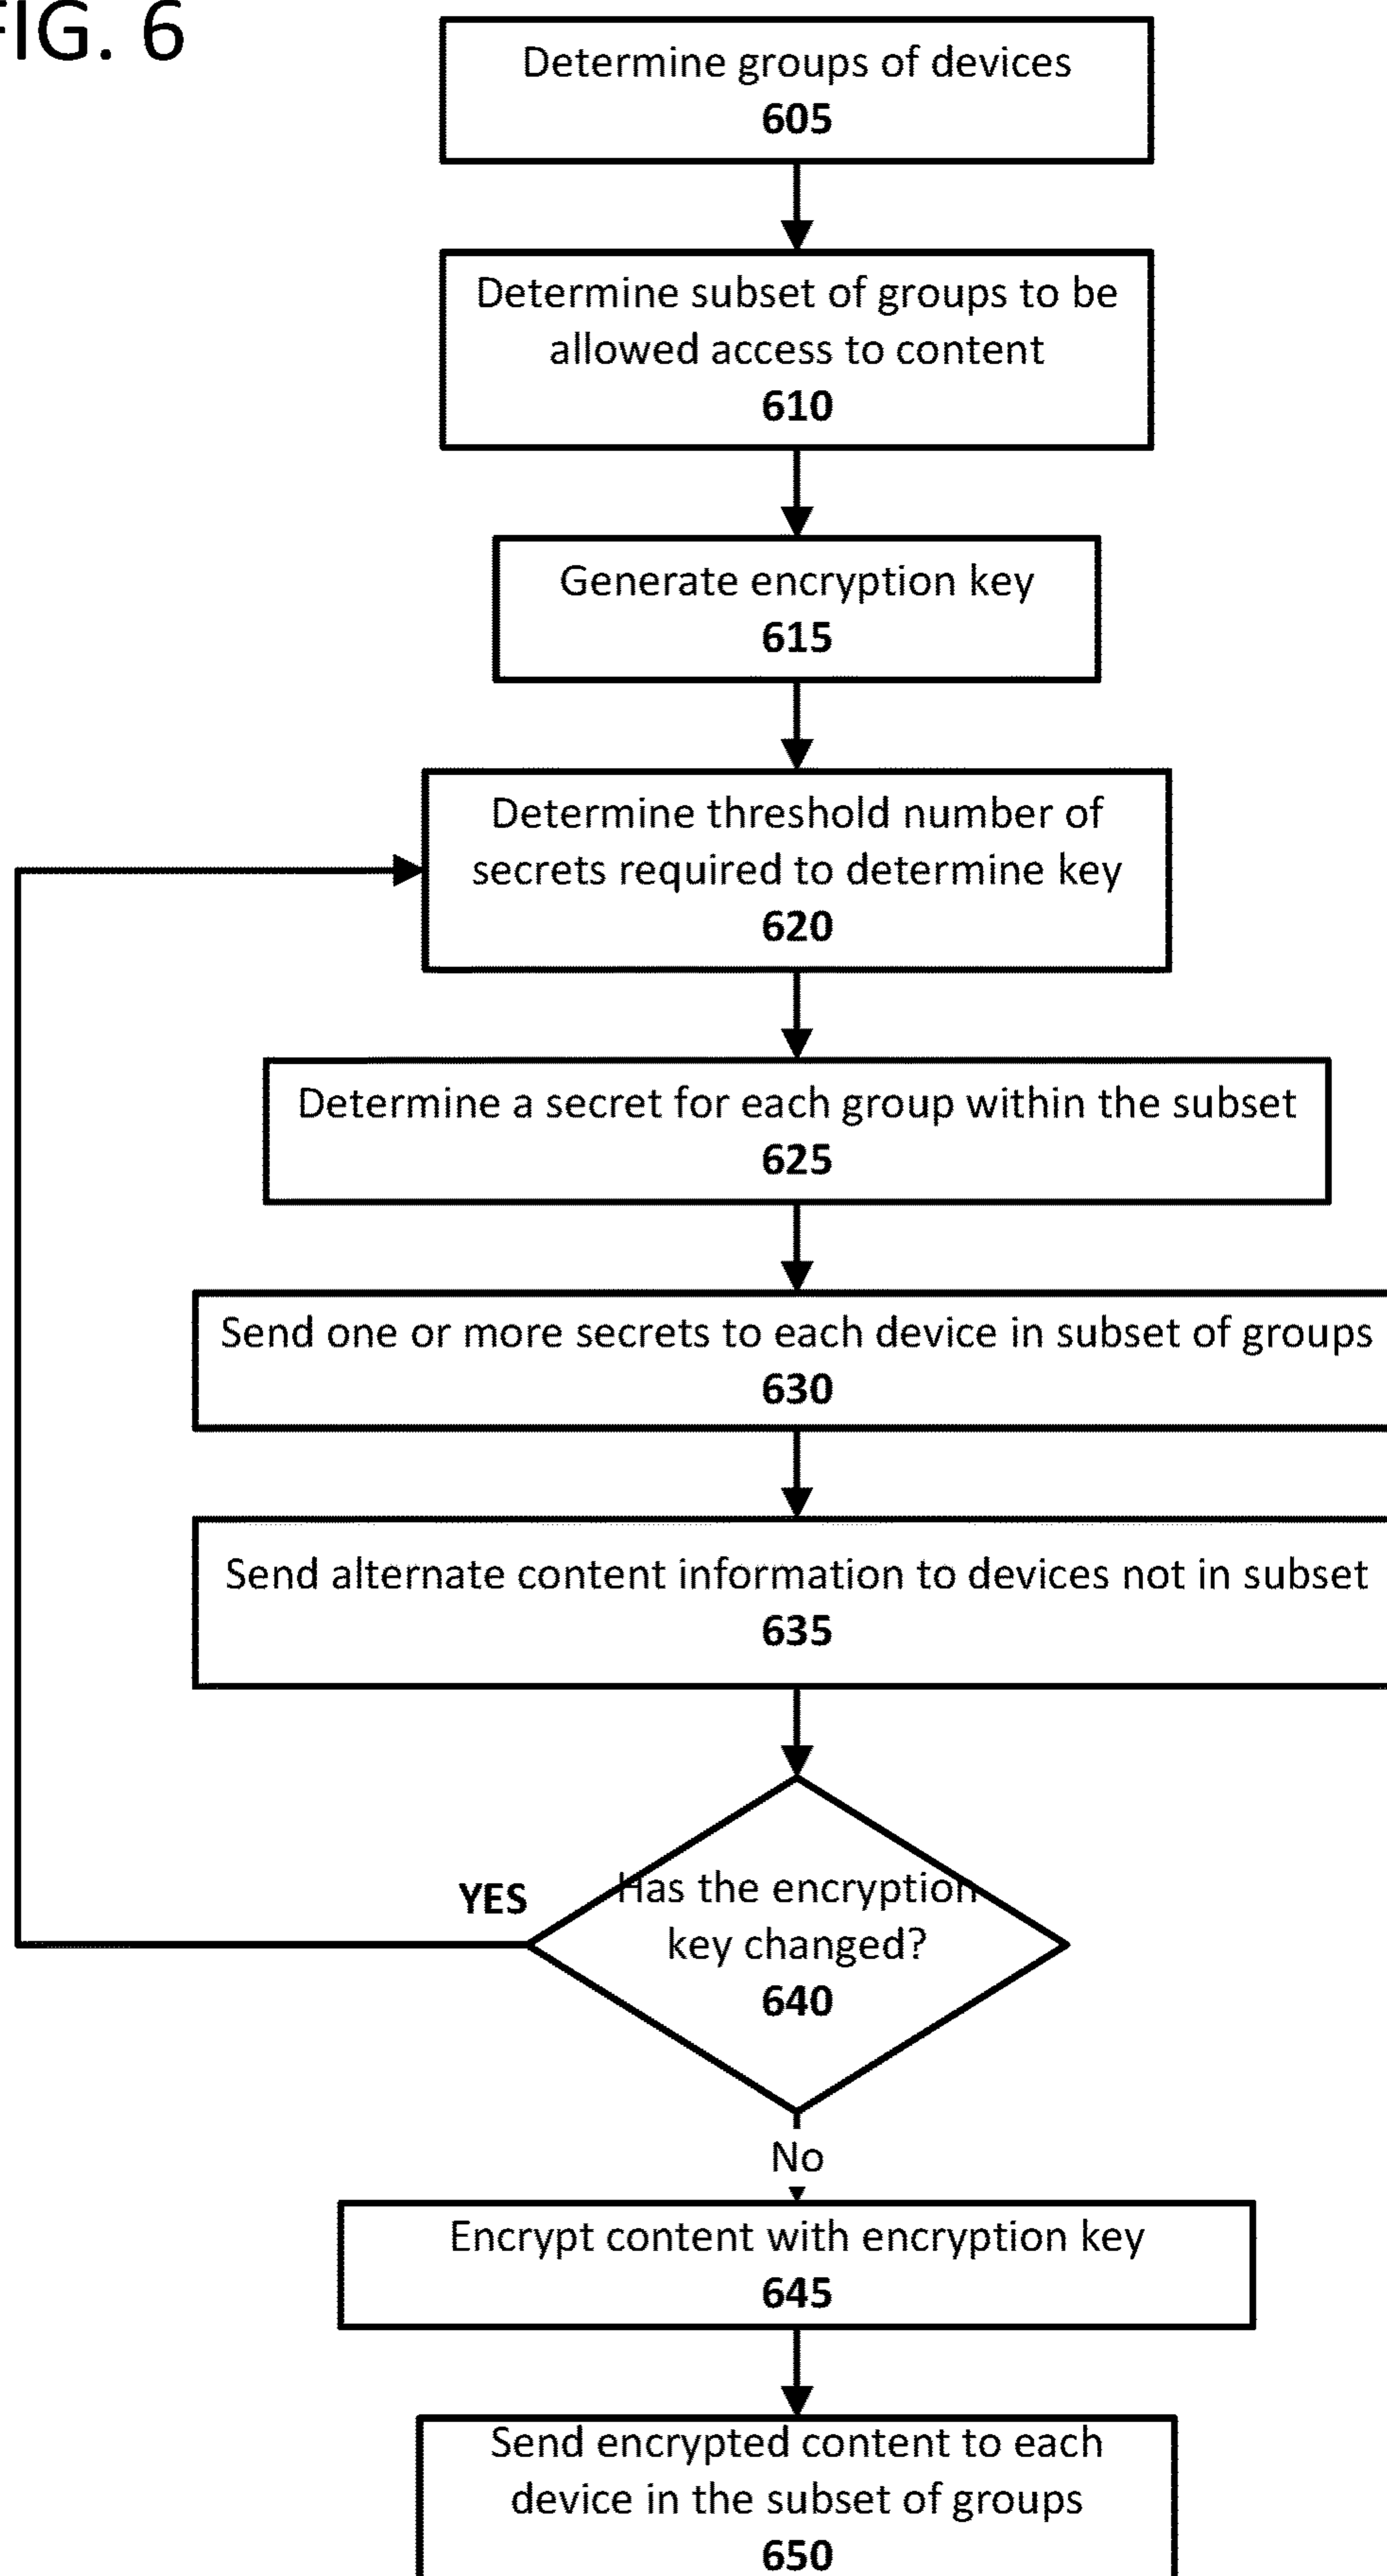 FIG. 6
Determine groups of devices
605
Determine subset of groups to be
allowed access to content
610
Generate encryption key
615
Determine threshold number of
secrets required to determine key
620
Determine a secret for each group within the subset
625
Send one or more secrets to each device in subset of groups
630
Send alternate content information to devices not in subset
635
YES
Has the encryption
key changed?
640
No
Encrypt content with encryption key
645
Send encrypted content to each
device in the subset of groups
650